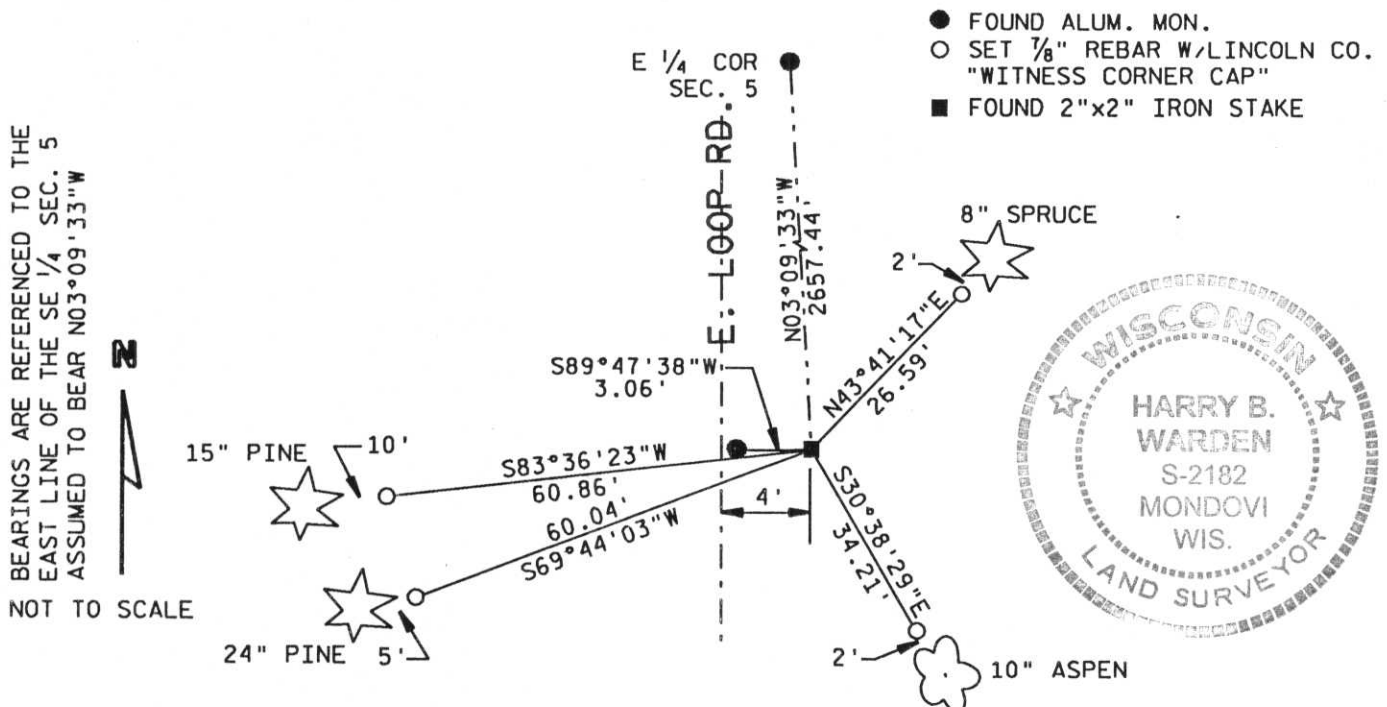 ● FOUND ALUM. MON.
○ SET 7/8" REBAR W/LINCOLN CO.
"WITNESS CORNER CAP"
■ FOUND 2"x2" IRON STAKE
E 1/4 COR
SEC. 5
E. LOOP RD.
N03°09'33"W
2657.44'
BEARINGS ARE REFERENCED TO THE
EAST LINE OF THE SE 1/4 SEC. 5
ASSUMED TO BEAR N03°09'33"W
N
NOT TO SCALE
8" SPRUCE
2'
N43°41'17"E
26.59'
S89°47'38"W
3.06'
15" PINE
10'
S83°36'23"W
60.86'
60.04'
S69°44'03"W
4'
24" PINE
5'
S30°38'29"E
34.21'
2'
10" ASPEN
WISCONSIN
HARRY B.
WARDEN
S-2182
MONDOVI
WIS.
LAND SURVEYOR